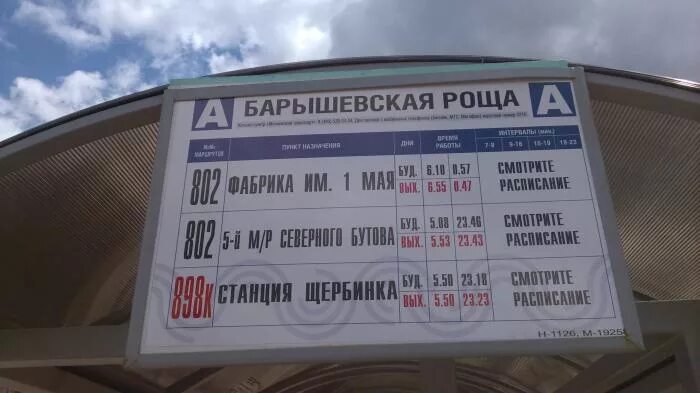 А БАРЫШЕВСКАЯ РОЩА А
№№ МАРШРУТОВ ПУНКТ НАЗНАЧЕНИЯ ДНИ ВРЕМЯ РАБОТЫ ИНТЕРВАЛЫ (мин.)
7-9 9-16 16-19 19-23
802 ФАБРИКА ИМ. 1 МАЯ БУД. 6.10 0.57 СМОТРИТЕ
ВЫХ. 6.55 0.47 РАСПИСАНИЕ
802 5-й М/Р СЕВЕРНОГО БУТОВА БУД. 5.08 23.46 СМОТРИТЕ
ВЫХ. 5.53 23.43 РАСПИСАНИЕ
898к СТАНЦИЯ ЩЕРБИНКА БУД. 5.50 23.18 СМОТРИТЕ
ВЫХ. 5.50 23.23 РАСПИСАНИЕ
Н-1126, М-1925